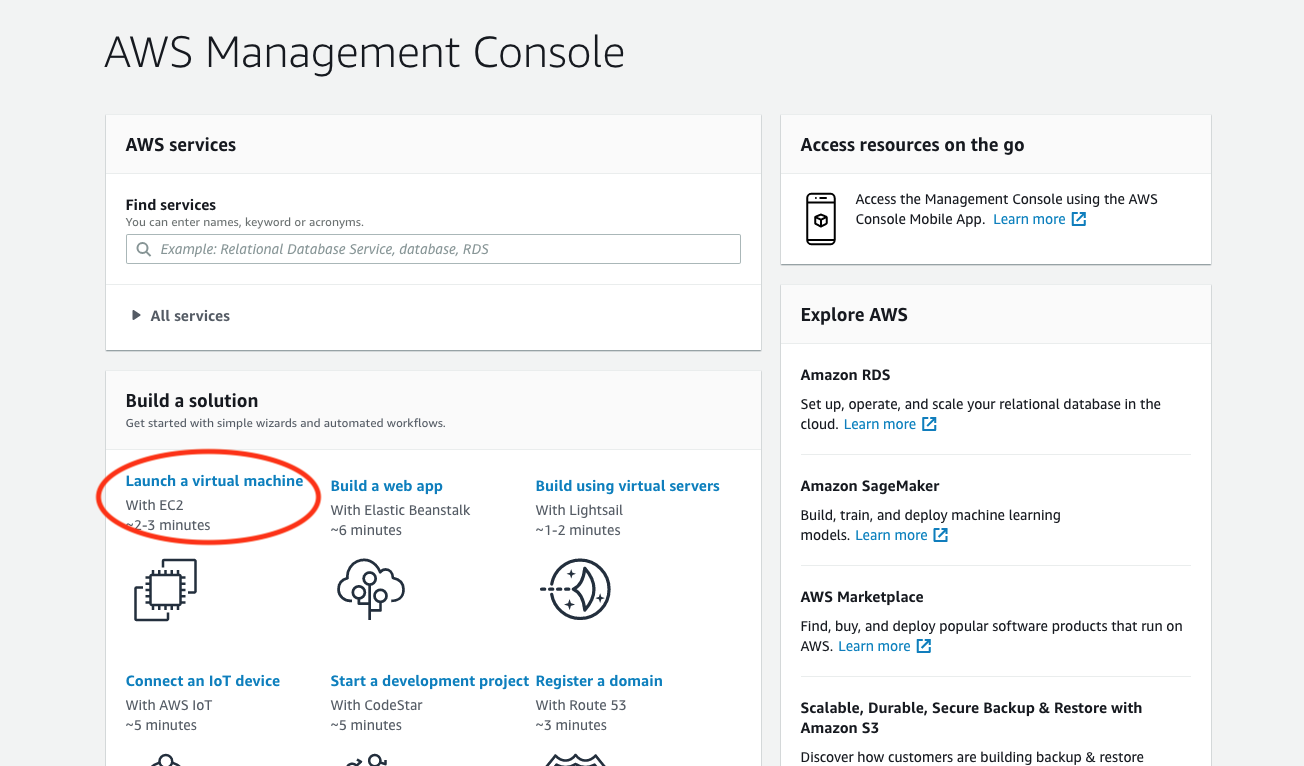 AWS Management Console
AWS services
Find services
You can enter names, keyword or acronyms.
Example: Relational Database Service, database, RDS
All services
Build a solution
Get started with simple wizards and automated workflows.
Launch a virtual machine
With EC2
~2-3 minutes
Build a web app
With Elastic Beanstalk
~6 minutes
Build using virtual servers
With Lightsail
~1-2 minutes
Connect an IoT device
With AWS IoT
~5 minutes
Start a development project
With CodeStar
~5 minutes
Register a domain
With Route 53
~3 minutes
Access resources on the go
Access the Management Console using the AWS
Console Mobile App. Learn more
Explore AWS
Amazon RDS
Set up, operate, and scale your relational database in the
cloud. Learn more
Amazon SageMaker
Build, train, and deploy machine learning
models. Learn more
AWS Marketplace
Find, buy, and deploy popular software products that run on
AWS. Learn more
Scalable, Durable, Secure Backup & Restore with
Amazon S3
Discover how customers are building backup & restore